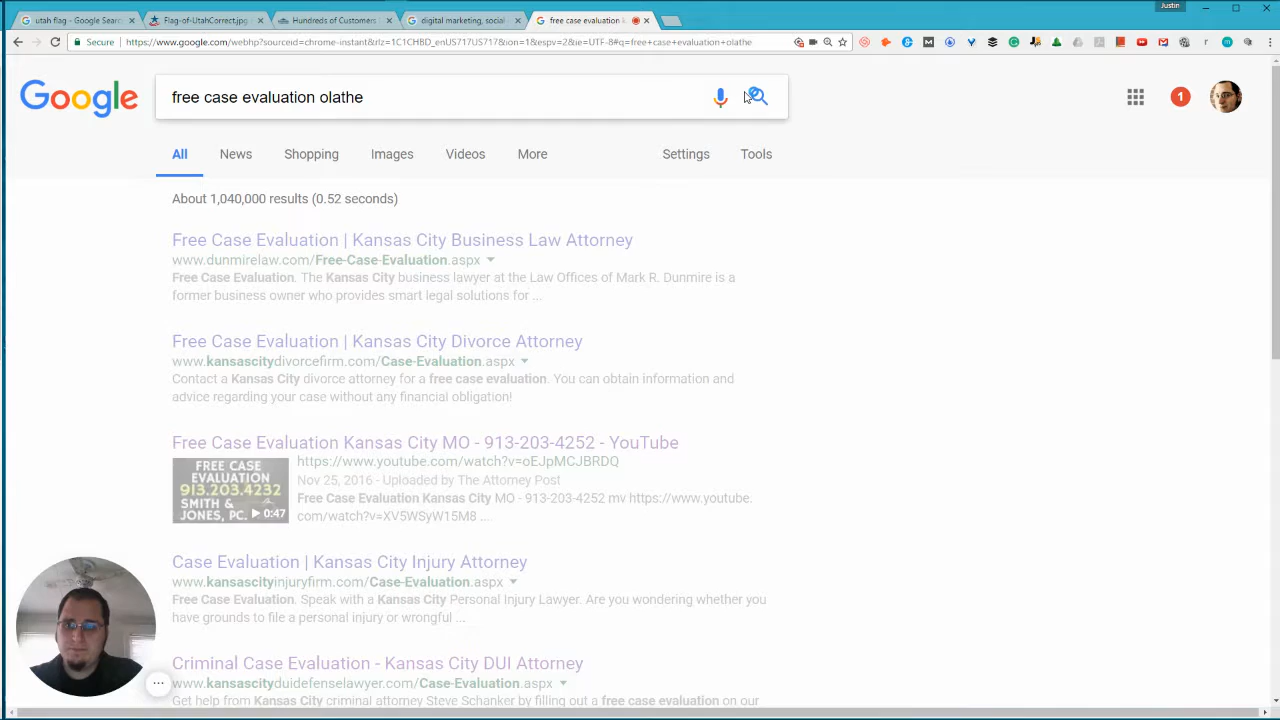 Justin
utah flag - Google Searc
Flag-of-UtahCorrect.jpg
Hundreds of Customers
digital marketing, social
free case evaluation k
Secure
https://www.google.com/webhp?sourceid=chrome-instant&rlz=1C1CHBD_enUS717US717&ion=1&espv=2&ie=UTF-8#q=free+case+evaluation+olathe
Google
free case evaluation olathe
1
All
News
Shopping
Images
Videos
More
Settings
Tools
About 1,040,000 results (0.52 seconds)
Free Case Evaluation | Kansas City Business Law Attorney
www.dunmirelaw.com/Free-Case-Evaluation.aspx
Free Case Evaluation. The Kansas City business lawyer at the Law Offices of Mark R. Dunmire is a
former business owner who provides smart legal solutions for ...
Free Case Evaluation | Kansas City Divorce Attorney
www.kansascitydivorcefirm.com/Case-Evaluation.aspx
Contact a Kansas City divorce attorney for a free case evaluation. You can obtain information and
advice regarding your case without any financial obligation!
Free Case Evaluation Kansas City MO - 913-203-4252 - YouTube
FREE CASE
EVALUATION
913.203.4232
SMITH &
JONES, PC.
0:47
https://www.youtube.com/watch?v=oEJpMCJBRDQ
Nov 25, 2016 - Uploaded by The Attorney Post
Free Case Evaluation Kansas City MO - 913-203-4252 mv https://www.youtube.
com/watch?v=XV5WSyW15M8 ...
Case Evaluation | Kansas City Injury Attorney
www.kansascityinjuryfirm.com/Case-Evaluation.aspx
Free Case Evaluation. Speak with a Kansas City Personal Injury Lawyer. Are you wondering whether you
have grounds to file a personal injury or wrongful ...
Criminal Case Evaluation - Kansas City DUI Attorney
www.kansascityduidefenselawyer.com/Case-Evaluation.aspx
Get help from Kansas City criminal attorney Steve Schanker by filling out a free case evaluation on our